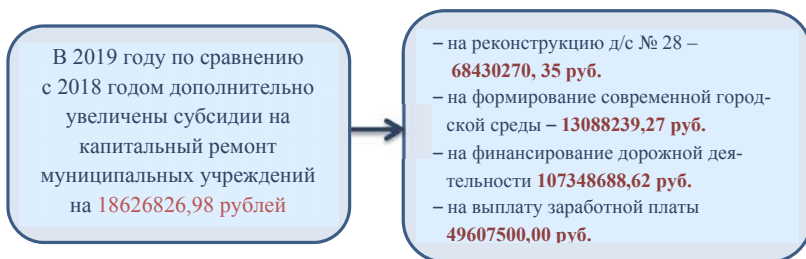 В 2019 году по сравнению
с 2018 годом дополнительно
увеличены субсидии на
капитальный ремонт
муниципальных учреждений
на 18626826,98 рублей
– на реконструкцию д/с № 28 –
68430270, 35 руб.
– на формирование современной город-
ской среды – 13088239,27 руб.
– на финансирование дорожной дея-
тельности 107348688,62 руб.
– на выплату заработной платы
49607500,00 руб.